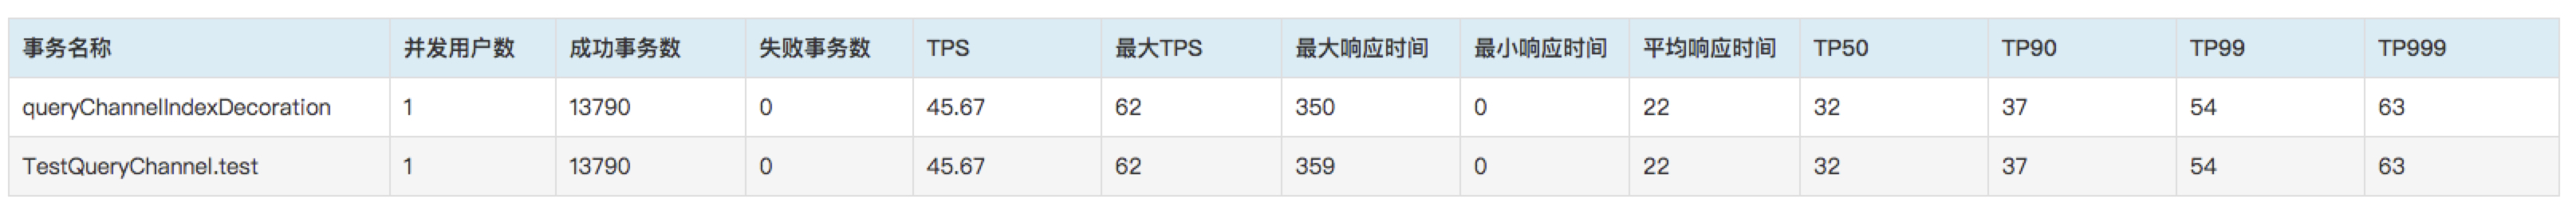 事务名称 并发用户数 成功事务数 失败事务数 TPS 最大TPS 最大响应时间 最小响应时间 平均响应时间 TP50 TP90 TP99 TP999
queryChannelIndexDecoration 1 13790 0 45.67 62 350 0 22 32 37 54 63
TestQueryChannel.test 1 13790 0 45.67 62 359 0 22 32 37 54 63